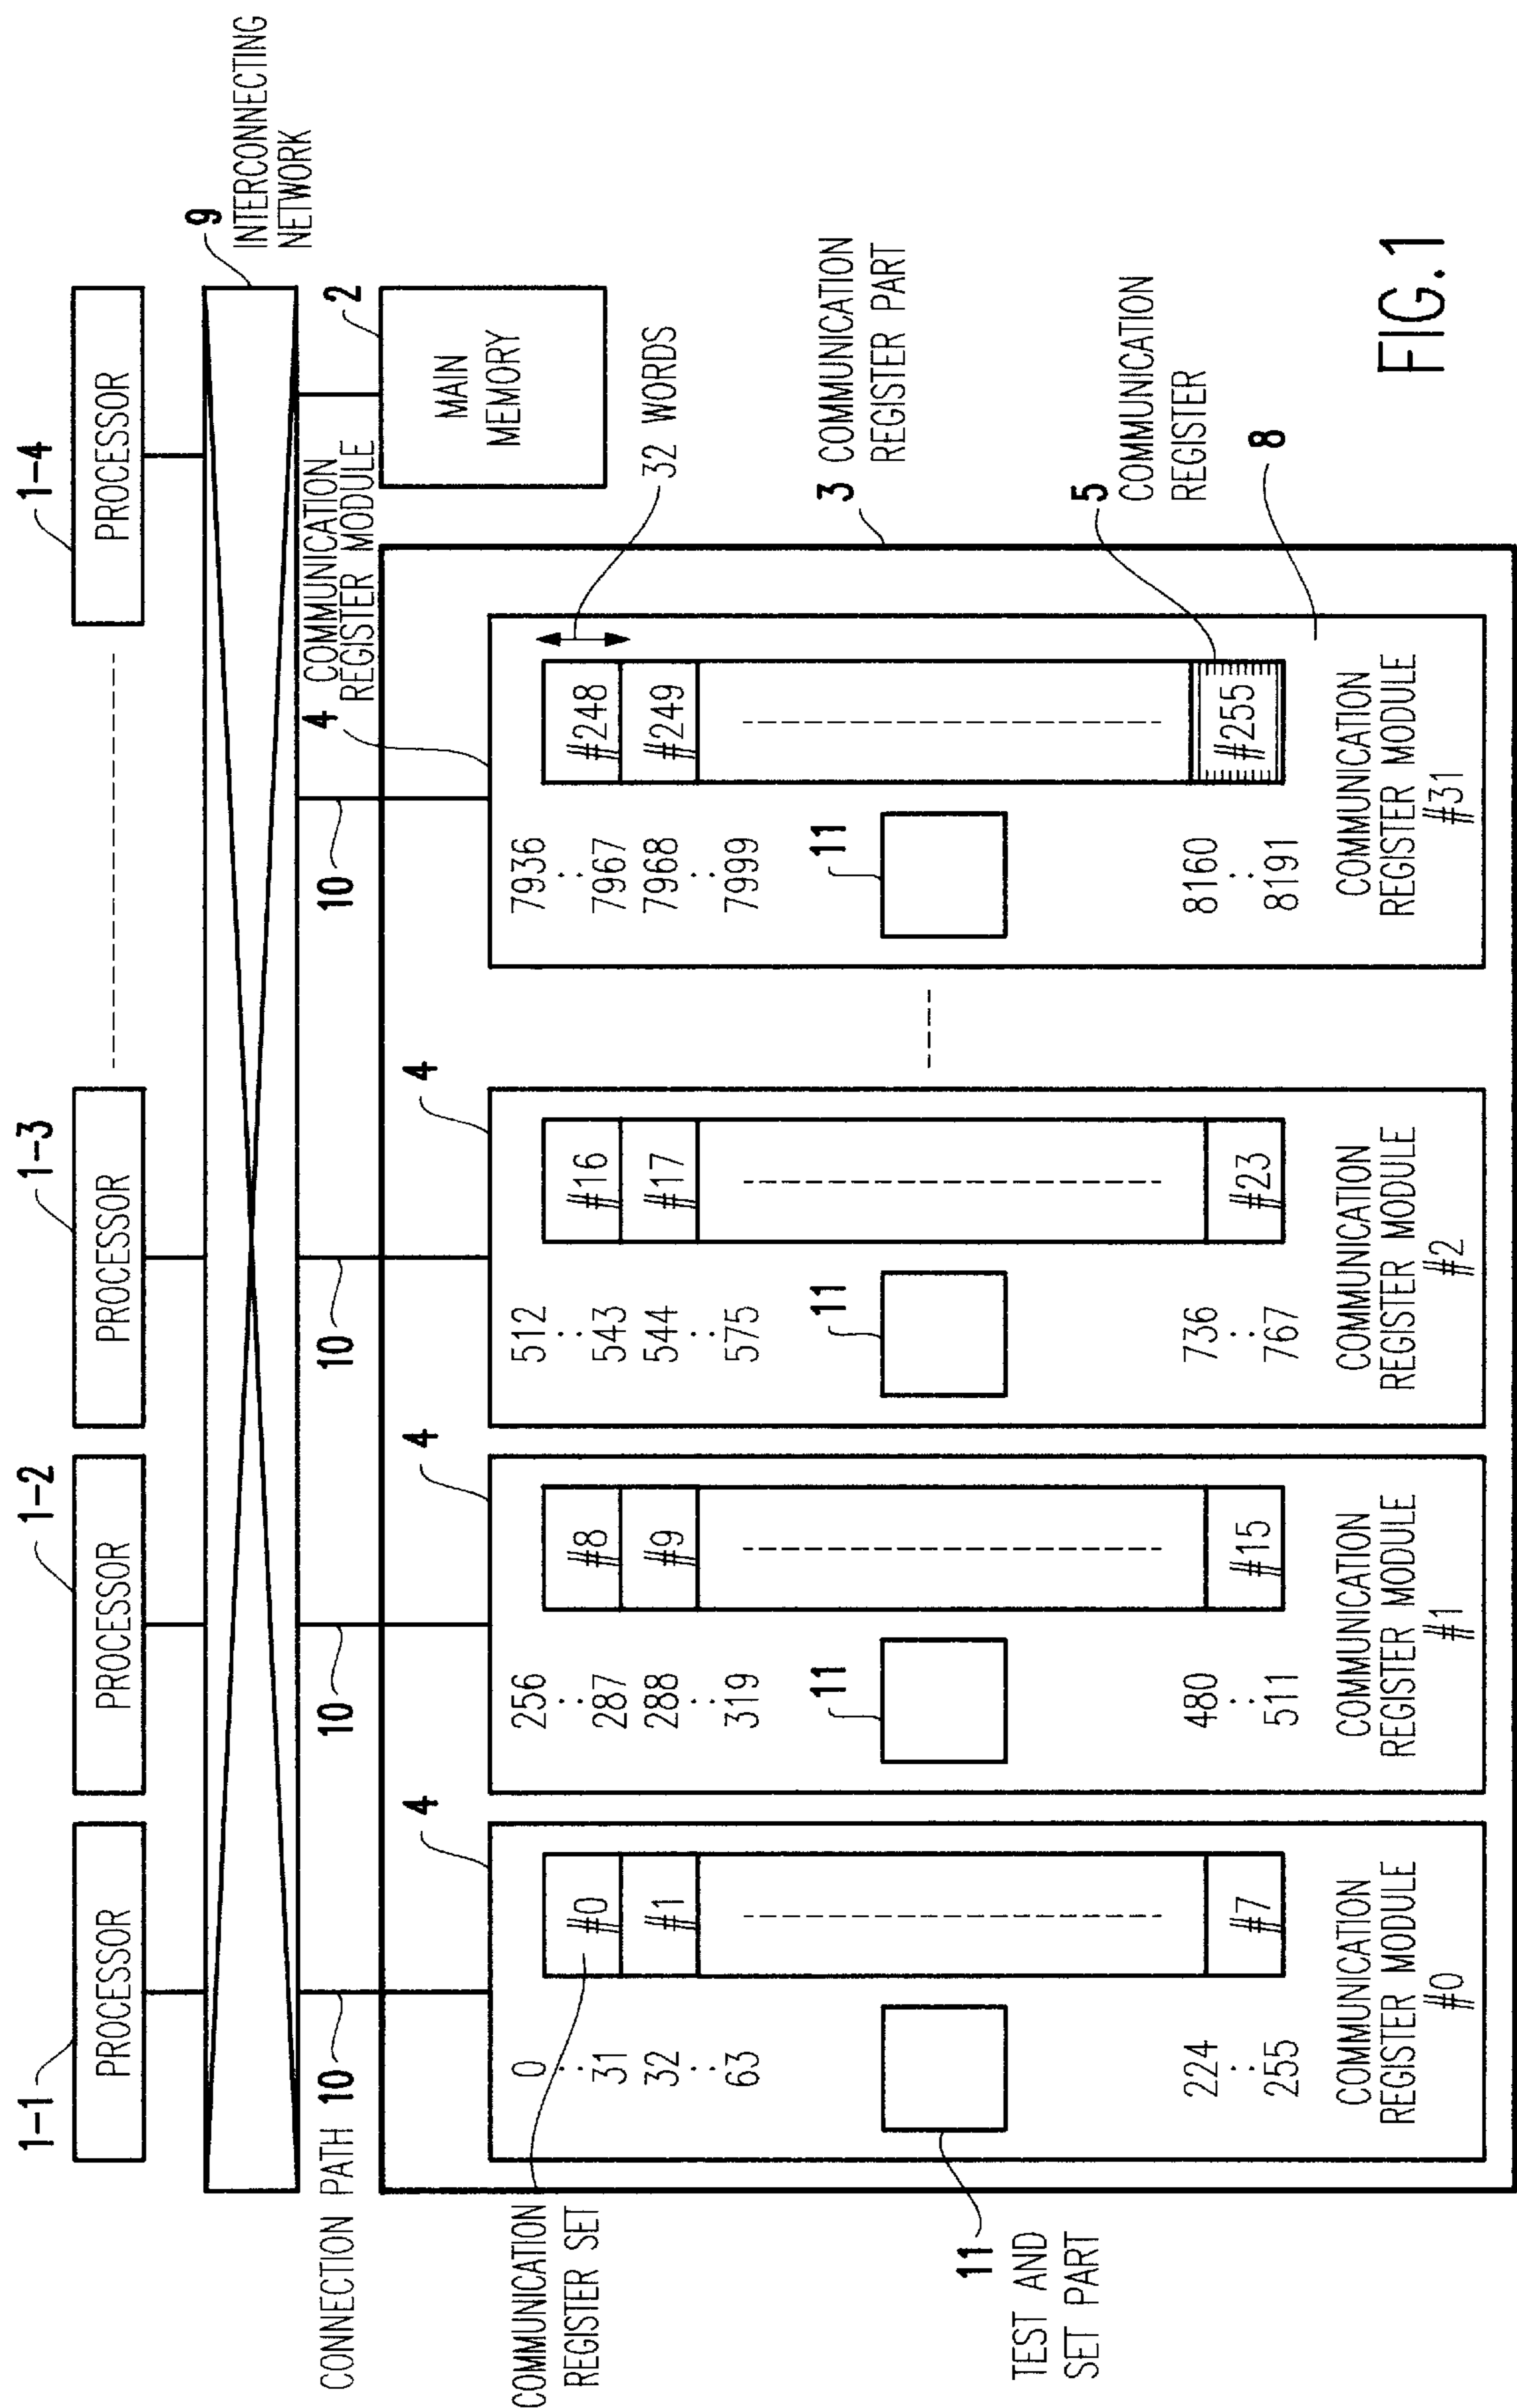 1-1
1-2
1-3
1-4
PROCESSOR
PROCESSOR
PROCESSOR
PROCESSOR
9
INTERCONNECTING
NETWORK
CONNECTION PATH 10
10
10
10
COMMUNICATION
REGISTER MODULE
2
MAIN
MEMORY
4
4
4
4
COMMUNICATION
REGISTER SET
0
:
31
32
:
63
224
:
255
#0
#1
#7
11
TEST AND
SET PART
COMMUNICATION
REGISTER MODULE
#0
256
:
287
288
:
319
480
:
511
#8
#9
#15
11
COMMUNICATION
REGISTER MODULE
#1
512
:
543
544
:
575
736
:
767
#16
#17
#23
11
COMMUNICATION
REGISTER MODULE
#2
7936
:
7967
7968
:
7999
8160
:
8191
#248
#249
#255
11
COMMUNICATION
REGISTER MODULE
#31
32 WORDS
3 COMMUNICATION
REGISTER PART
5
COMMUNICATION
REGISTER
8
FIG.1